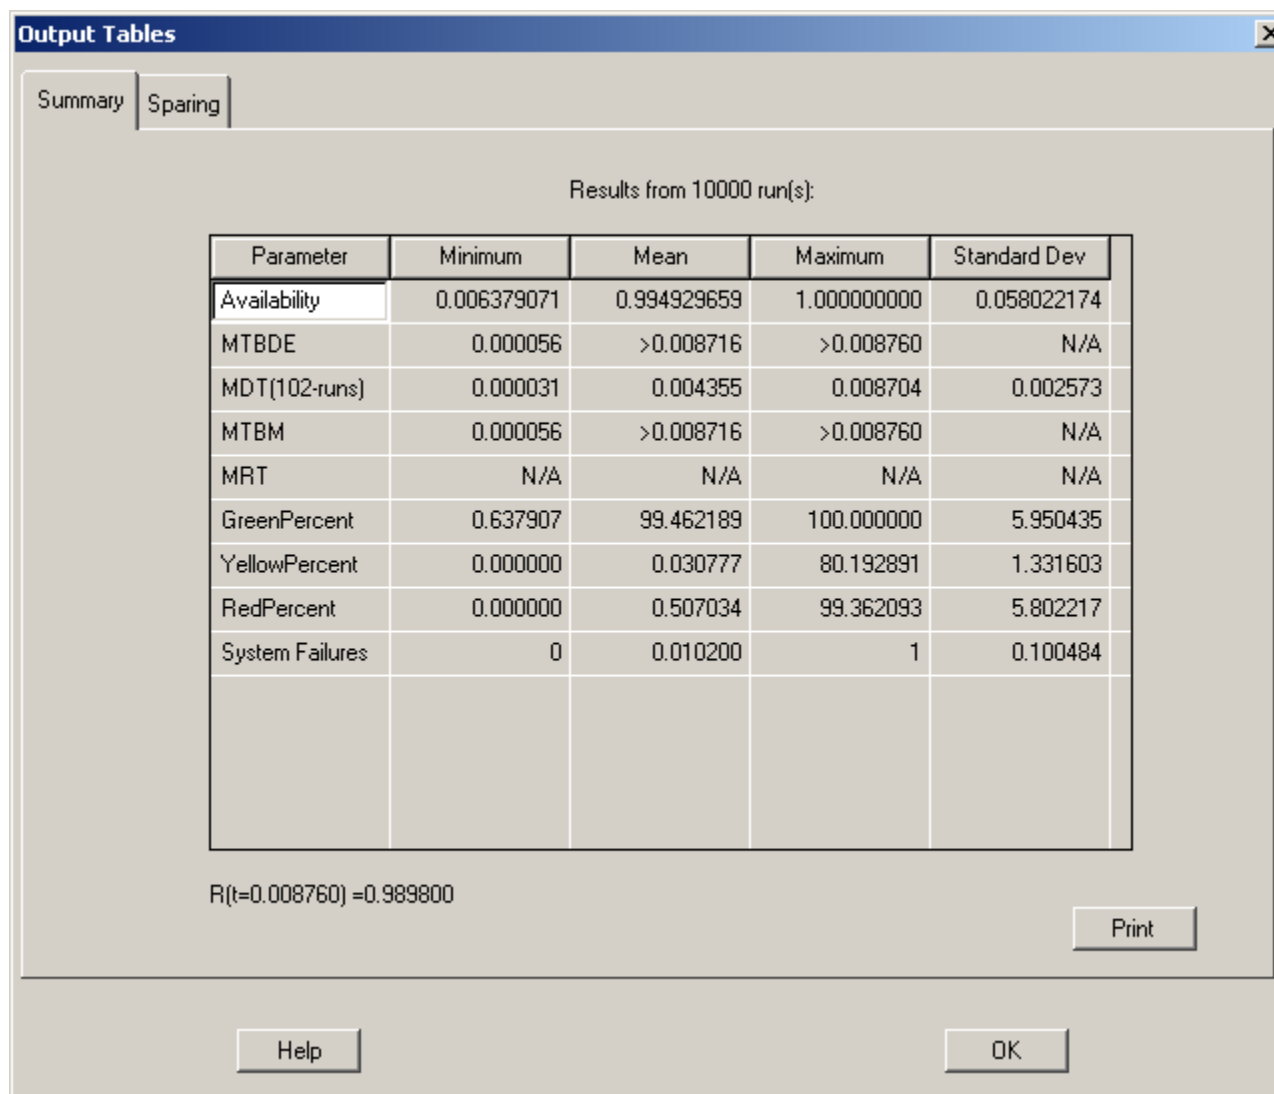 Output Tables
Summary Sparing
Results from 10000 run(s):
Parameter Minimum Mean Maximum Standard Dev
Availability 0.006379071 0.994929659 1.000000000 0.058022174
MTBDE 0.000056 >0.008716 >0.008760 N/A
MDT(102-runs) 0.000031 0.004355 0.008704 0.002573
MTBM 0.000056 >0.008716 >0.008760 N/A
MRT N/A N/A N/A N/A
GreenPercent 0.637907 99.462189 100.000000 5.950435
YellowPercent 0.000000 0.030777 80.192891 1.331603
RedPercent 0.000000 0.507034 99.362093 5.802217
System Failures 0 0.010200 1 0.100484
R(t=0.008760) =0.989800
Print
Help OK